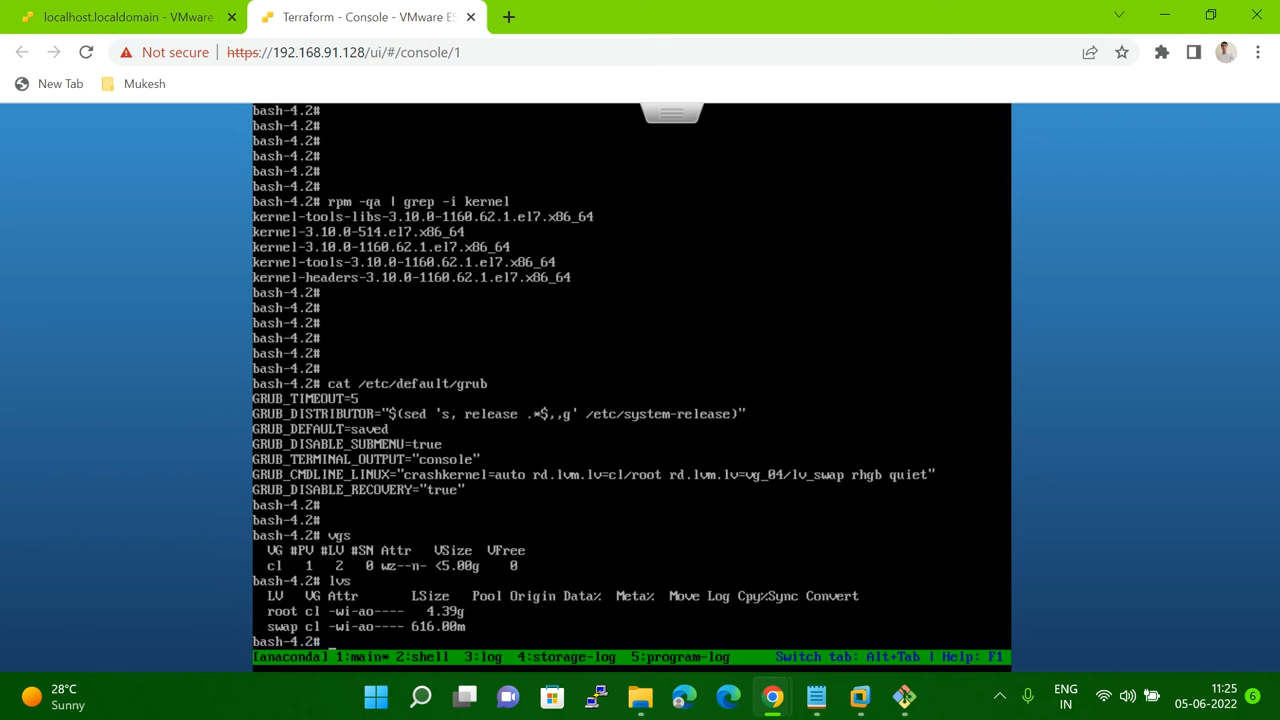 localhost.localdomain - VMware
Terraform - Console - VMware ES
Not secure
https://192.168.91.128/ui/#/console/1
New Tab
Mukesh
bash-4.2#
bash-4.2#
bash-4.2#
bash-4.2#
bash-4.2#
bash-4.2#
bash-4.2# rpm -qa | grep -i kernel
kernel-tools-libs-3.10.0-1160.62.1.el7.x86_64
kernel-3.10.0-514.el7.x86_64
kernel-3.10.0-1160.62.1.el7.x86_64
kernel-tools-3.10.0-1160.62.1.el7.x86_64
kernel-headers-3.10.0-1160.62.1.el7.x86_64
bash-4.2#
bash-4.2#
bash-4.2#
bash-4.2#
bash-4.2#
bash-4.2#
bash-4.2# cat /etc/default/grub
GRUB_TIMEOUT=5
GRUB_DISTRIBUTOR="$(sed 's, release .*$,,g' /etc/system-release)"
GRUB_DEFAULT=saved
GRUB_DISABLE_SUBMENU=true
GRUB_TERMINAL_OUTPUT="console"
GRUB_CMDLINE_LINUX="crashkernel=auto rd.lvm.lv=cl/root rd.lvm.lv=vg_04/lv_swap rhgb quiet"
GRUB_DISABLE_RECOVERY="true"
bash-4.2#
bash-4.2#
bash-4.2# vgs
VG #PV #LV #SN Attr VSize VFree
cl 1 2 0 wz--n- <5.00g 0
bash-4.2# lvs
LV VG Attr LSize Pool Origin Data% Meta% Move Log Cpy%Sync Convert
root cl -wi-ao---- 4.39g
swap cl -wi-ao---- 616.00m
bash-4.2# _
[anaconda] 1:main* 2:shell 3:log 4:storage-log 5:program-log Switch tab: Alt+Tab | Help: F1
28°C
Sunny
ENG
IN
11:25
05-06-2022
6